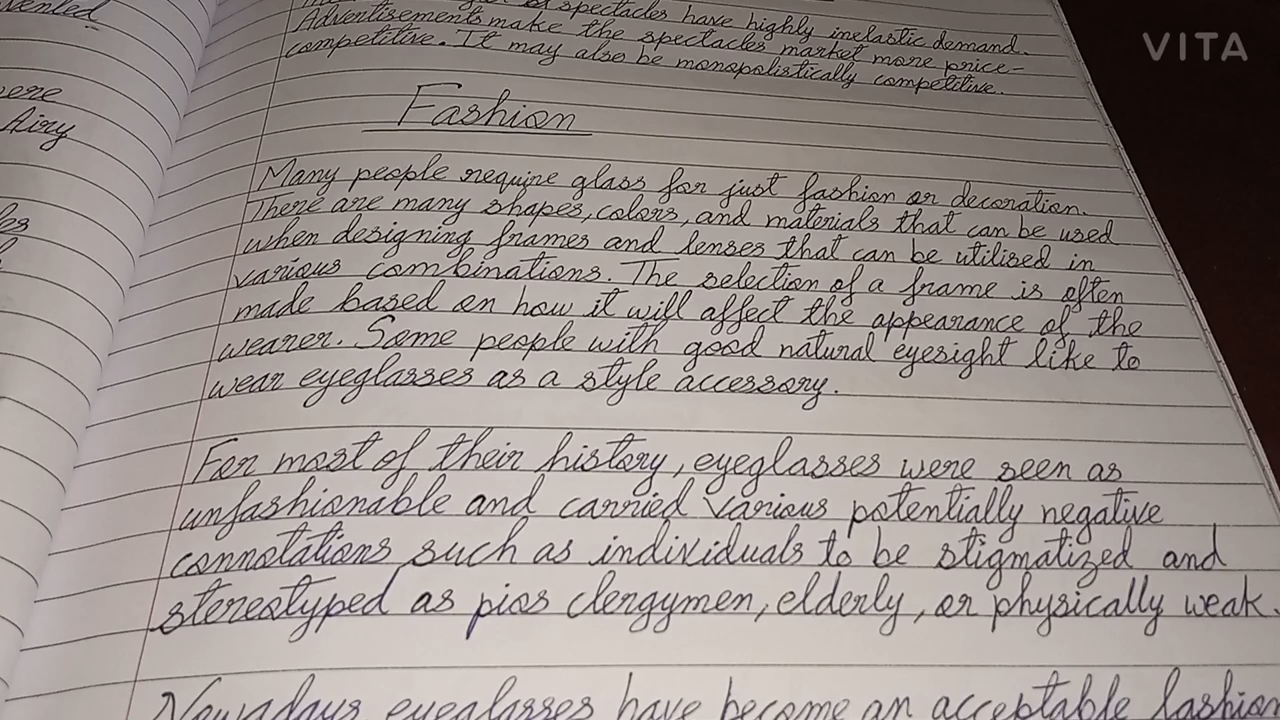 vented
of spectacles have highly inelastic demand.
Advertisements make the spectacles market more price-
competitive. It may also be monopolistically competitive.
Airy
VITA
Fashion
Many people require glass for just fashion or decoration.
There are many shapes, colors, and materials that can be used
when designing frames and lenses that can be utilised in
various combinations. The selection of a frame is often
made based on how it will affect the appearance of the
wearer. Some people with good natural eyesight like to
wear eyeglasses as a style accessory.
For most of their history, eyeglasses were seen as
unfashionable and carried various potentially negative
connotations such as individuals to be stigmatized and
stereotyped as pios clergymen, elderly, or physically weak.
Nowadays eyeglasses have become an acceptable fashion